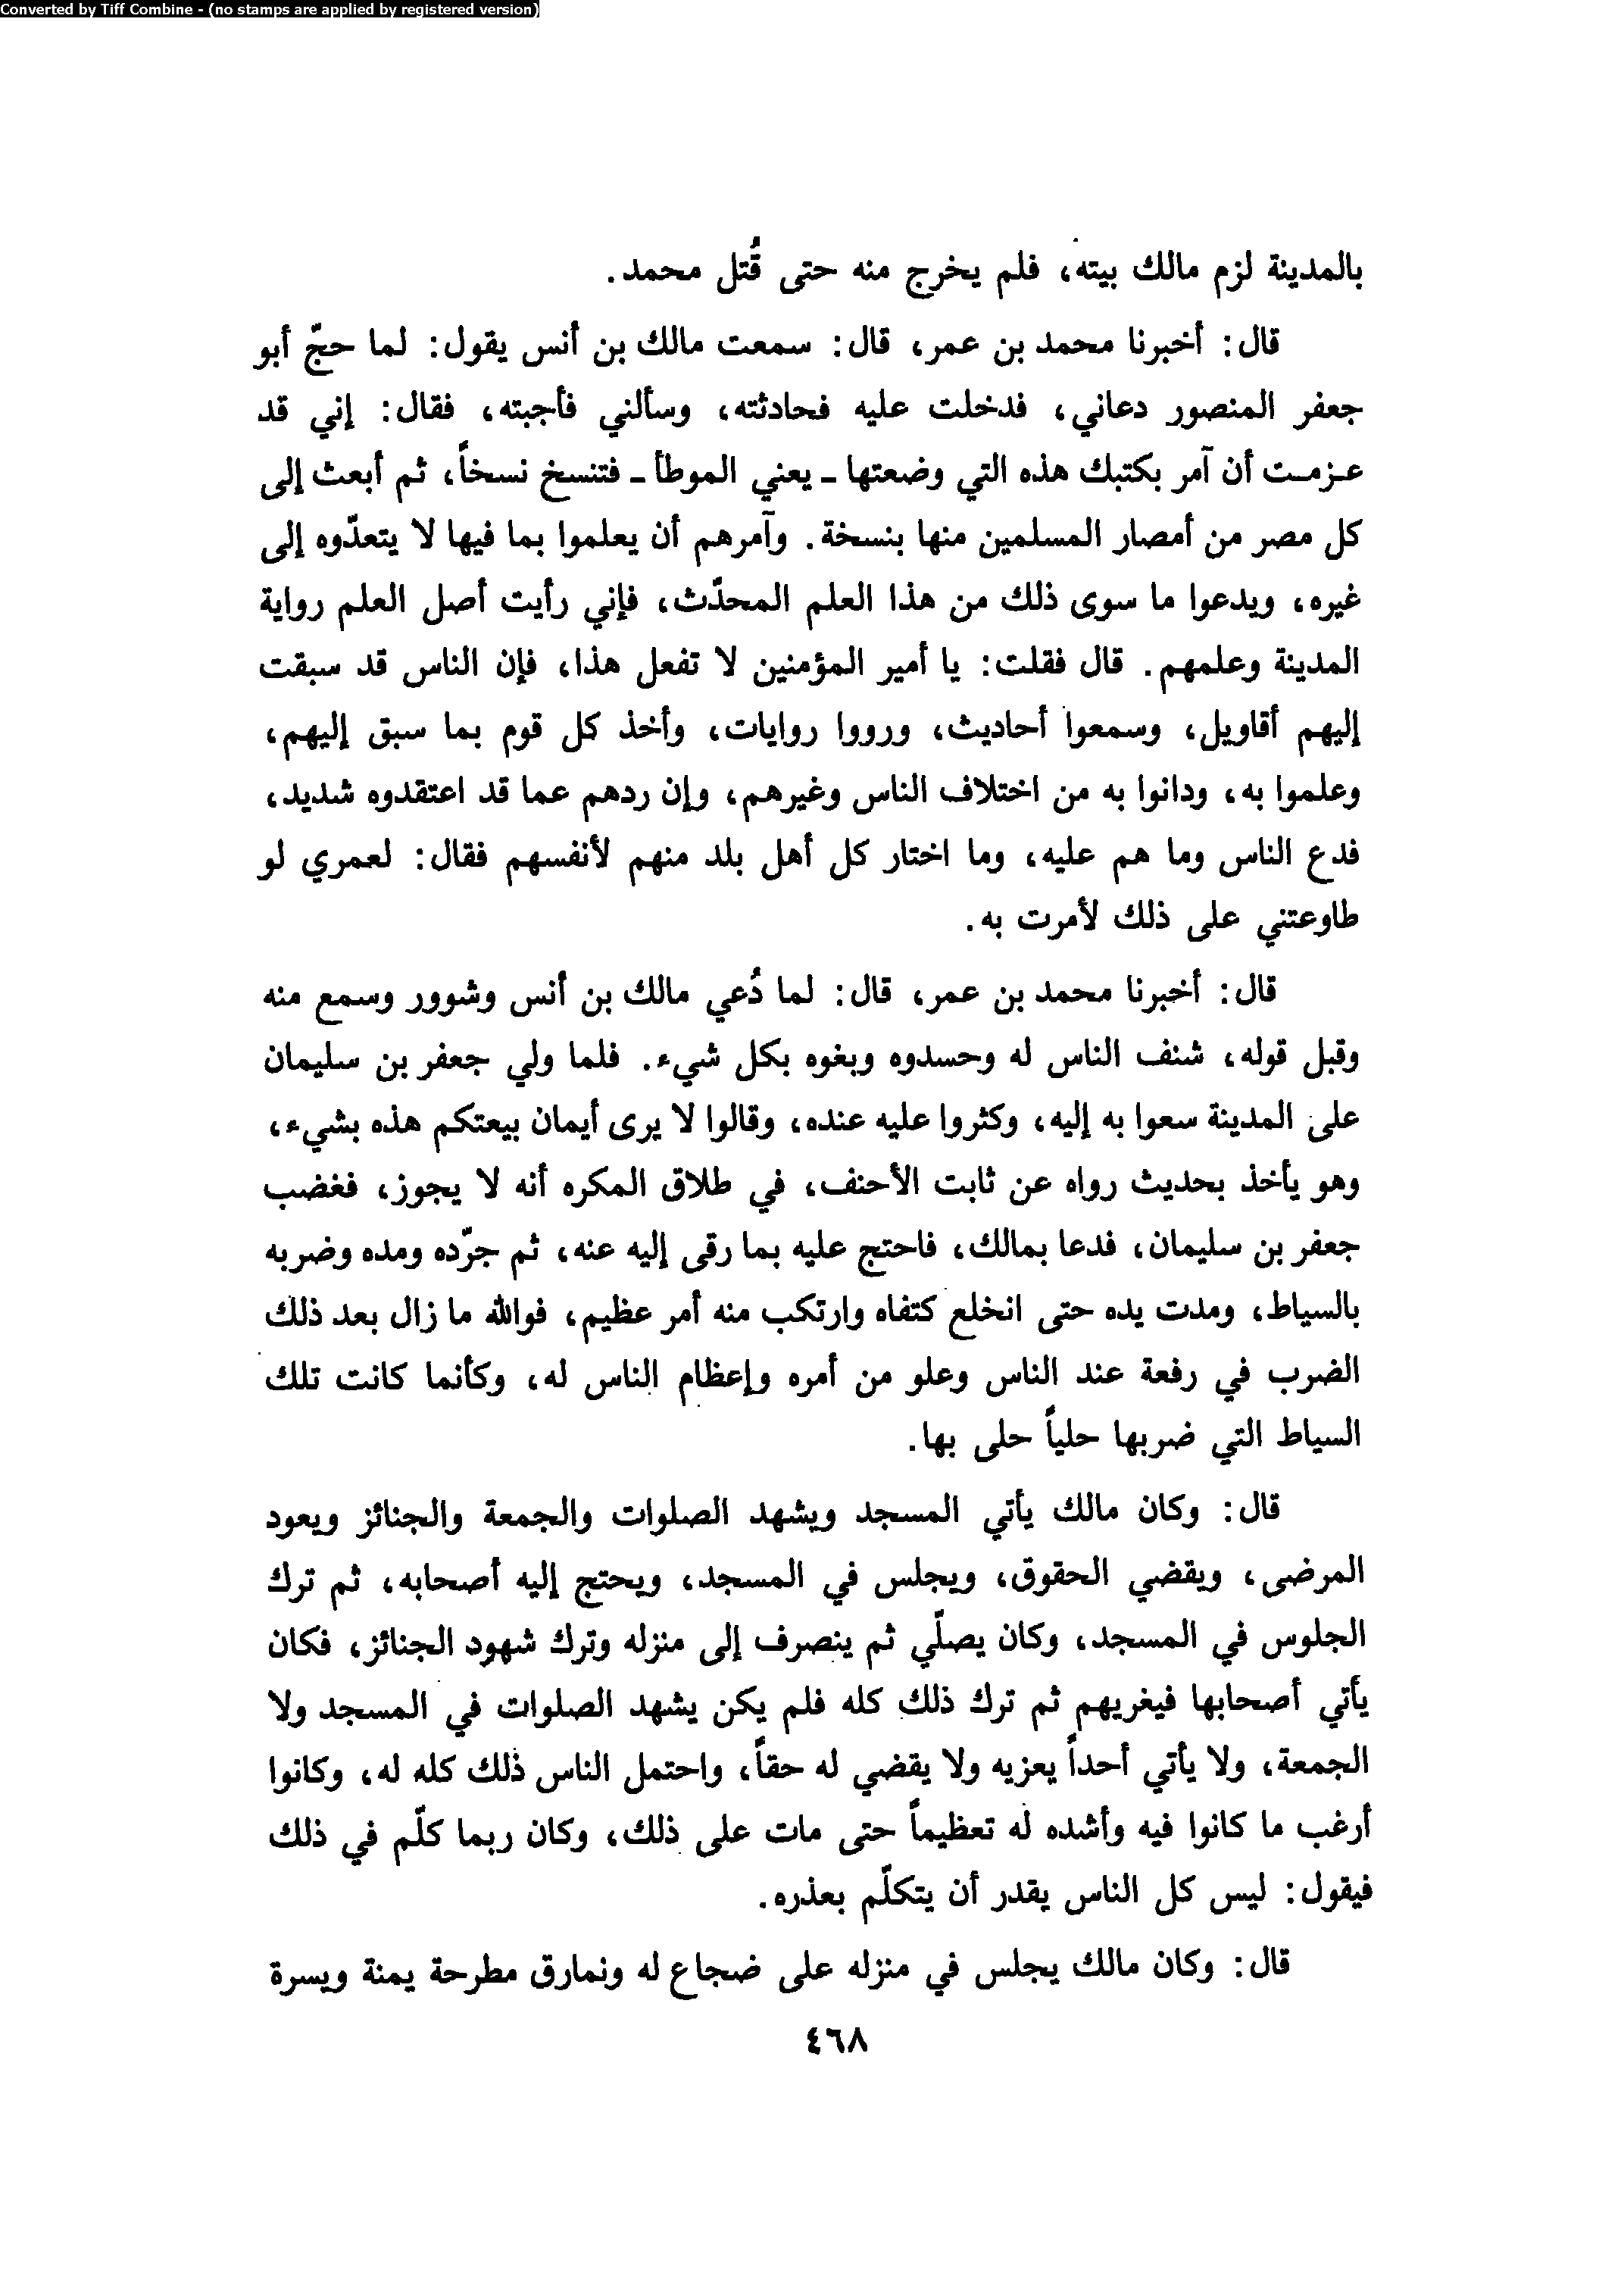 Converted by Tiff Combine - (no stamps are applied by registered version)
بالمدينة لزم مالك بيته، فلم يخرج منه حتى قُتل محمد.
قال: أخبرنا محمد بن عمر، قال: سمعت مالك بن أنس يقول: لما حجّ أبو
جعفر المنصور دعاني، فدخلت عليه فحادثته، وسألني فأجبته، فقال: إني قد
عـزمـت أن آمر بكتبك هذه التي وضعتها ـ يعني الموطأ ـ فتنسخ نسخاً، ثم أبعث إلى
كل مصر من أمصار المسلمين منها بنسخة. وآمرهم أن يعلموا بما فيها لا يتعدّوه إلى
غيره، ويدعوا ما سوى ذلك من هذا العلم المحدّث، فإني رأيت أصل العلم رواية
المدينة وعلمهم. قال فقلت: يا أمير المؤمنين لا تفعل هذا، فإن الناس قد سبقت
إليهم أقاويل، وسمعوا أحاديث، ورووا روايات، وأخذ كل قوم بما سبق إليهم،
وعلموا به، ودانوا به من اختلاف الناس وغيرهم، وإن ردهم عما قد اعتقدوه شديد،
فدع الناس وما هم عليه، وما اختار كل أهل بلد منهم لأنفسهم فقال: لعمري لو
طاوعتني على ذلك لأمرت به.
قال: أخبرنا محمد بن عمر، قال: لما دُعي مالك بن أنس وشوور وسمع منه
وقبل قوله، شنف الناس له وحسدوه وبغوه بكل شيء. فلما ولي جعفر بن سليمان
على المدينة سعوا به إليه، وكثروا عليه عنده، وقالوا لا يرى أيمان بيعتكم هذه بشيء،
وهو يأخذ بحديث رواه عن ثابت الأحنف، في طلاق المكره أنه لا يجوز، فغضب
جعفر بن سليمان، فدعا بمالك، فاحتج عليه بما رقى إليه عنه، ثم جرّده ومده وضربه
بالسياط، ومدت يده حتى انخلع كتفاه وارتكب منه أمر عظيم، فوالله ما زال بعد ذلك
الضرب في رفعة عند الناس وعلو من أمره وإعظام الناس له، وكأنما كانت تلك
السياط التي ضربها حلياً حلى بها.
قال: وكان مالك يأتي المسجد ويشهد الصلوات والجمعة والجنائز ويعود
المرضى، ويقضي الحقوق، ويجلس في المسجد، ويحتج إليه أصحابه، ثم ترك
الجلوس في المسجد، وكان يصلّي ثم ينصرف إلى منزله وترك شهود الجنائز، فكان
يأتي أصحابها فيغريهم ثم ترك ذلك كله فلم يكن يشهد الصلوات في المسجد ولا
الجمعة، ولا يأتي أحداً يعزيه ولا يقضي له حقاً، واحتمل الناس ذلك كله له، وكانوا
أرغب ما كانوا فيه وأشده له تعظيماً حتى مات على ذلك، وكان ربما كلّم في ذلك
فيقول: ليس كل الناس يقدر أن يتكلّم بعذره.
قال: وكان مالك يجلس في منزله على ضجاع له ونمارق مطرحة يمنة ويسرة
٤٦٨